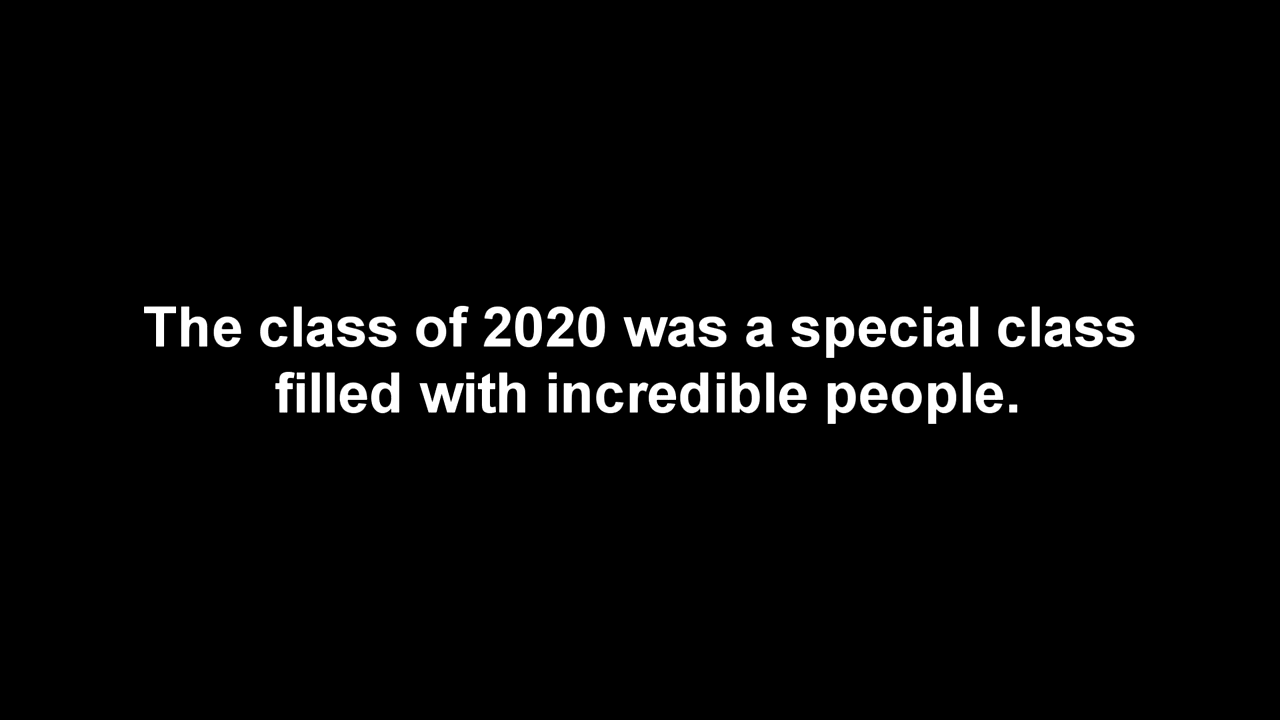 The class of 2020 was a special class
filled with incredible people.